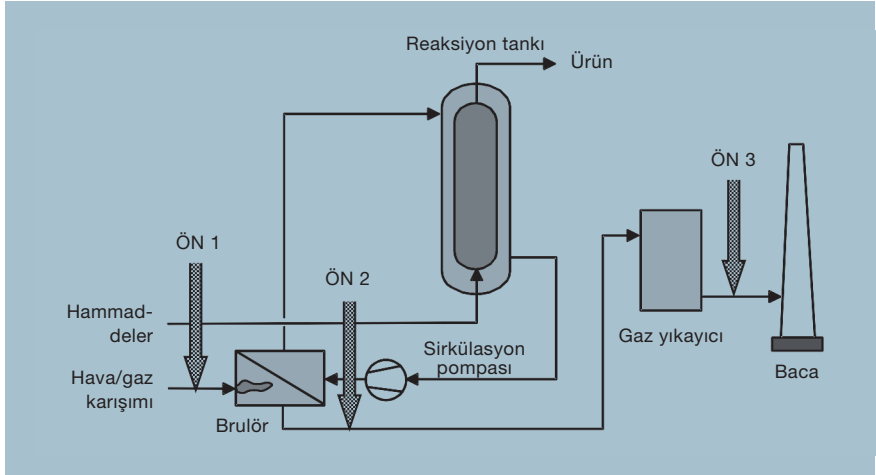 Reaksiyon tankı
Ürün
ÖN 3
ÖN 1
ÖN 2
Hammad-
deler
Hava/gaz
karışımı
Brulör
Sirkülasyon
pompası
Gaz yıkayıcı
Baca